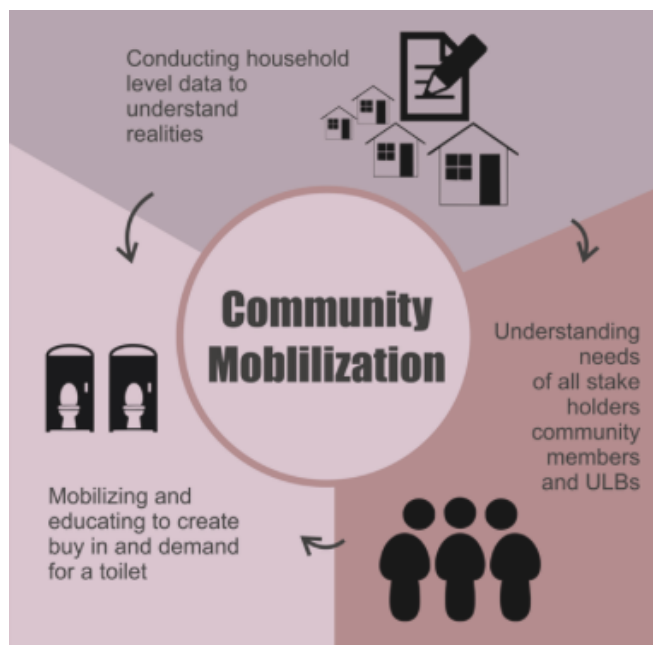 Conducting household
level data to
understand
realities
Community
Moblilization
Understanding
needs
of all stake
holders
community
members
and ULBs
Mobilizing and
educating to create
buy in and demand
for a toilet